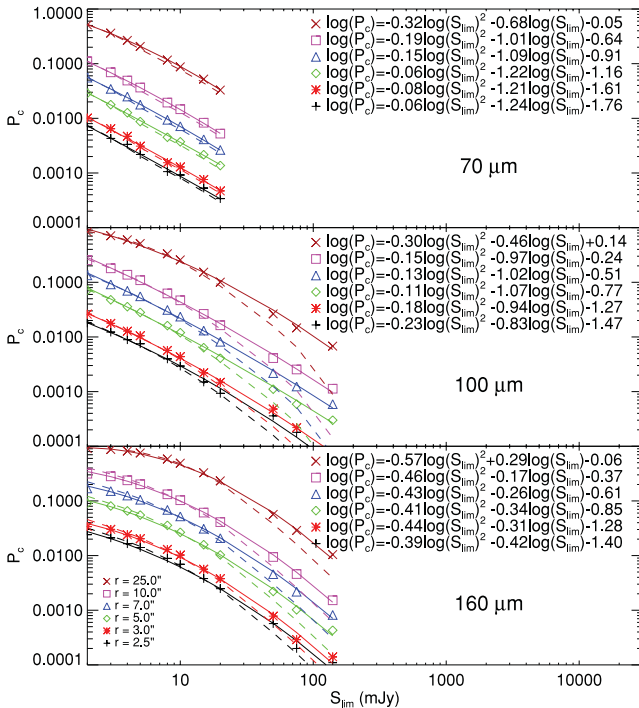 1.0000
0.1000
0.0100
0.0010
0.0001
P_c
log(P_c)=-0.32log(S_lim)^2 -0.68log(S_lim)-0.05
log(P_c)=-0.19log(S_lim)^2 -1.01log(S_lim)-0.64
log(P_c)=-0.15log(S_lim)^2 -1.09log(S_lim)-0.91
log(P_c)=-0.06log(S_lim)^2 -1.22log(S_lim)-1.16
log(P_c)=-0.08log(S_lim)^2 -1.21log(S_lim)-1.61
log(P_c)=-0.06log(S_lim)^2 -1.24log(S_lim)-1.76
70 μm
0.1000
0.0100
0.0010
0.0001
P_c
log(P_c)=-0.30log(S_lim)^2 -0.46log(S_lim)+0.14
log(P_c)=-0.15log(S_lim)^2 -0.97log(S_lim)-0.24
log(P_c)=-0.13log(S_lim)^2 -1.02log(S_lim)-0.51
log(P_c)=-0.11log(S_lim)^2 -1.07log(S_lim)-0.77
log(P_c)=-0.18log(S_lim)^2 -0.94log(S_lim)-1.27
log(P_c)=-0.23log(S_lim)^2 -0.83log(S_lim)-1.47
100 μm
0.1000
0.0100
0.0010
0.0001
P_c
log(P_c)=-0.57log(S_lim)^2+0.29log(S_lim)-0.06
log(P_c)=-0.46log(S_lim)^2 -0.17log(S_lim)-0.37
log(P_c)=-0.43log(S_lim)^2 -0.26log(S_lim)-0.61
log(P_c)=-0.41log(S_lim)^2 -0.34log(S_lim)-0.85
log(P_c)=-0.44log(S_lim)^2 -0.31log(S_lim)-1.28
log(P_c)=-0.39log(S_lim)^2 -0.42log(S_lim)-1.40
160 μm
r = 25.0"
r = 10.0"
r = 7.0"
r = 5.0"
r = 3.0"
r = 2.5"
10 100 1000 10000
S_lim (mJy)